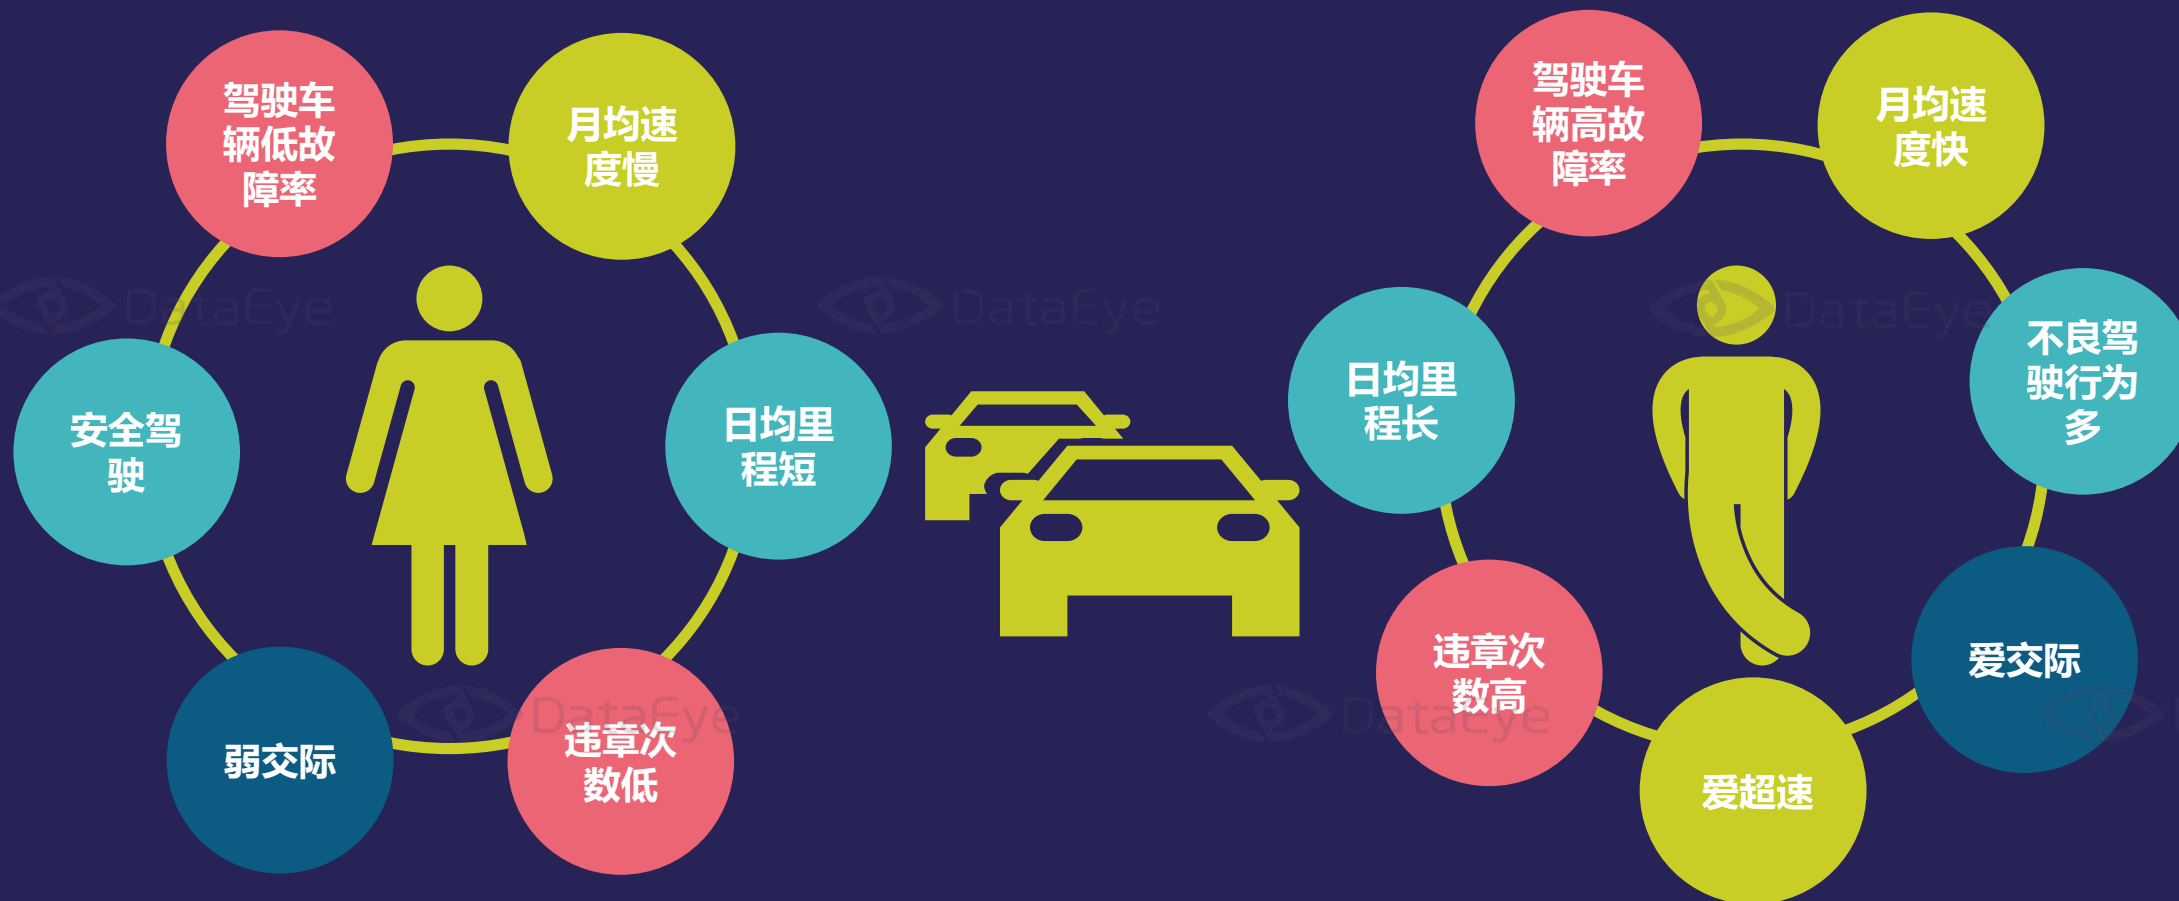 驾驶车
辆低故
障率
月均速
度慢
安全驾
驶
日均里
程短
弱交际
违章次
数低
驾驶车
辆高故
障率
月均速
度快
日均里
程长
不良驾
驶行为
多
违章次
数高
爱交际
爱超速
DataEye
DataEye
DataEye
DataEye
DataEye